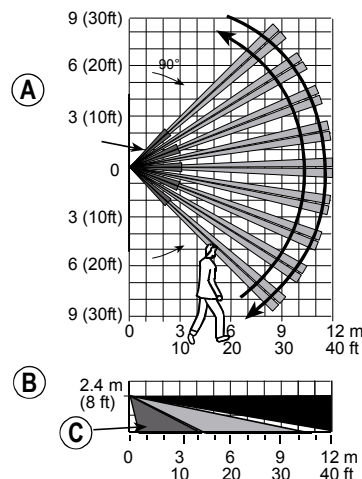 9 (30ft)
90°
6 (20ft)
A
3 (10ft)
0
3 (10ft)
6 (20ft)
9 (30ft)
0 3 6 9 12 m
10 20 30 40 ft
B
2.4 m
(8 ft)
C
0 3 6 9 12 m
10 20 30 40 ft